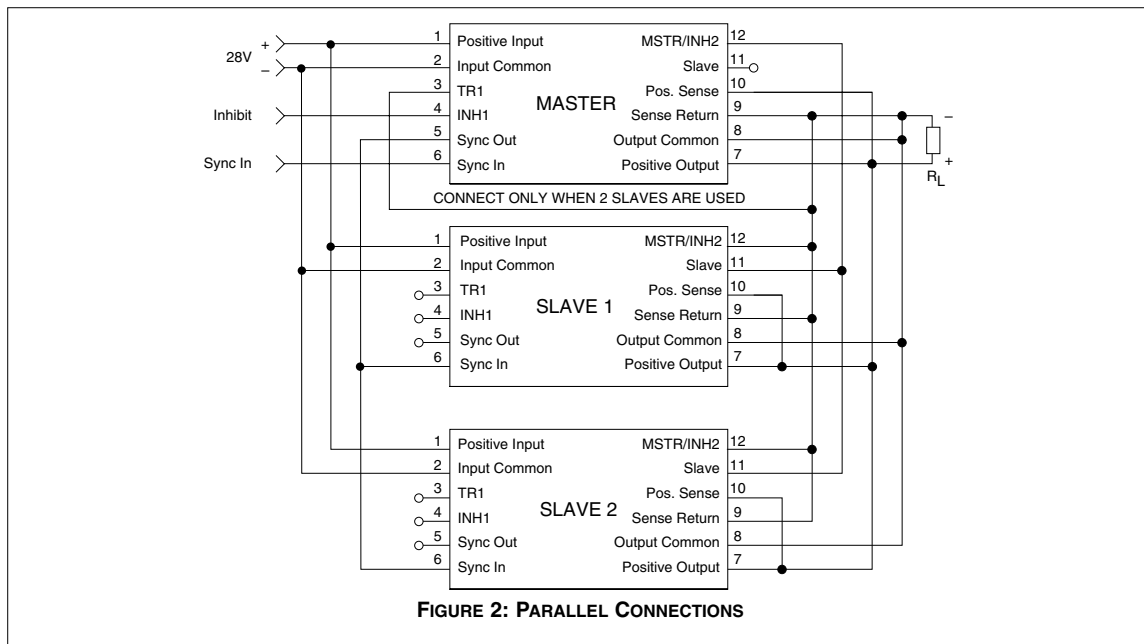 28V
+
–
Inhibit
Sync In
1 Positive Input MSTR/INH2 12
2 Input Common Slave 11
3 TR1 Pos. Sense 10
MASTER
4 INH1 Sense Return 9
5 Sync Out Output Common 8
6 Sync In Positive Output 7
–
+
RL
CONNECT ONLY WHEN 2 SLAVES ARE USED
1 Positive Input MSTR/INH2 12
2 Input Common Slave 11
3 TR1 Pos. Sense 10
SLAVE 1
4 INH1 Sense Return 9
5 Sync Out Output Common 8
6 Sync In Positive Output 7
1 Positive Input MSTR/INH2 12
2 Input Common Slave 11
3 TR1 Pos. Sense 10
SLAVE 2
4 INH1 Sense Return 9
5 Sync Out Output Common 8
6 Sync In Positive Output 7
FIGURE 2: PARALLEL CONNECTIONS